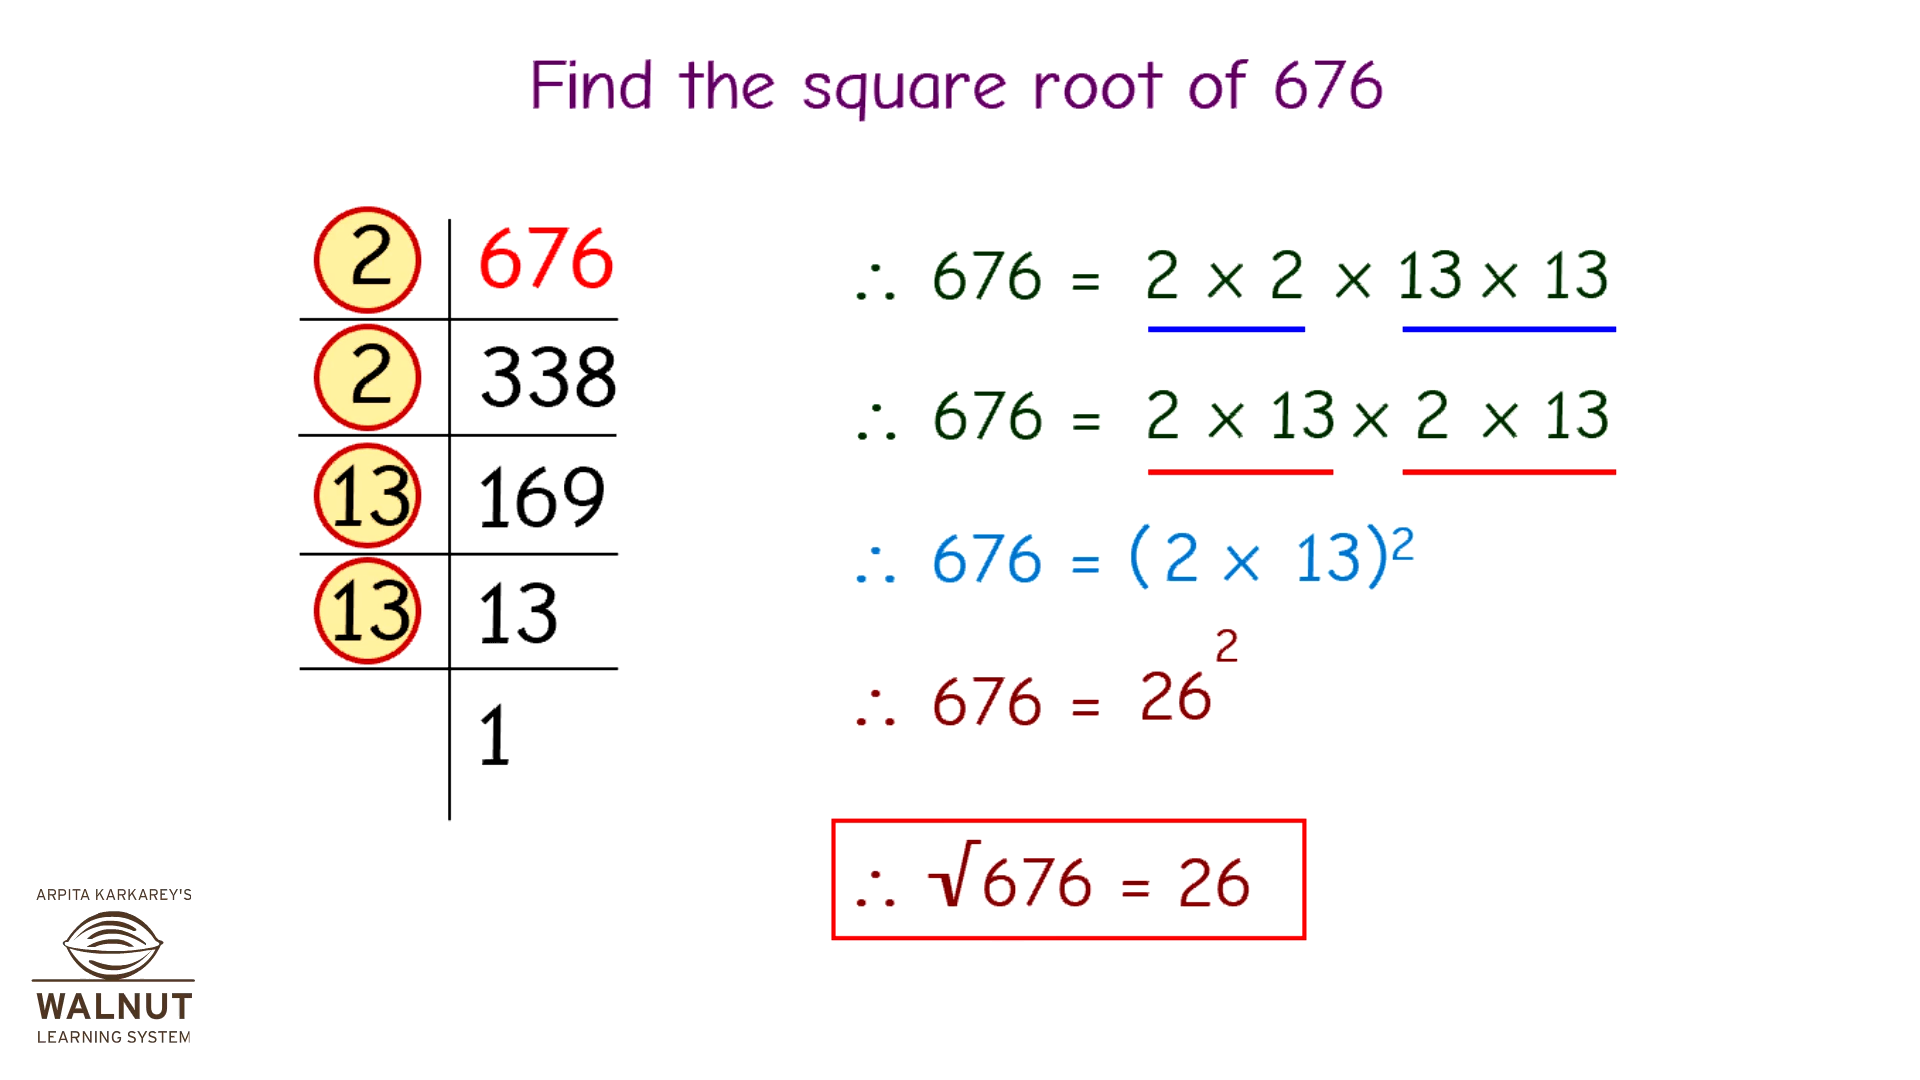 Find the square root of 676
2 676
2 338
13 169
13 13
1
∴ 676 = 2 × 2 × 13 × 13
∴ 676 = 2 × 13 × 2 × 13
∴ 676 = (2 × 13)²
∴ 676 = 26²
∴ √676 = 26
ARPITA KARKAREY'S
WALNUT
LEARNING SYSTEM